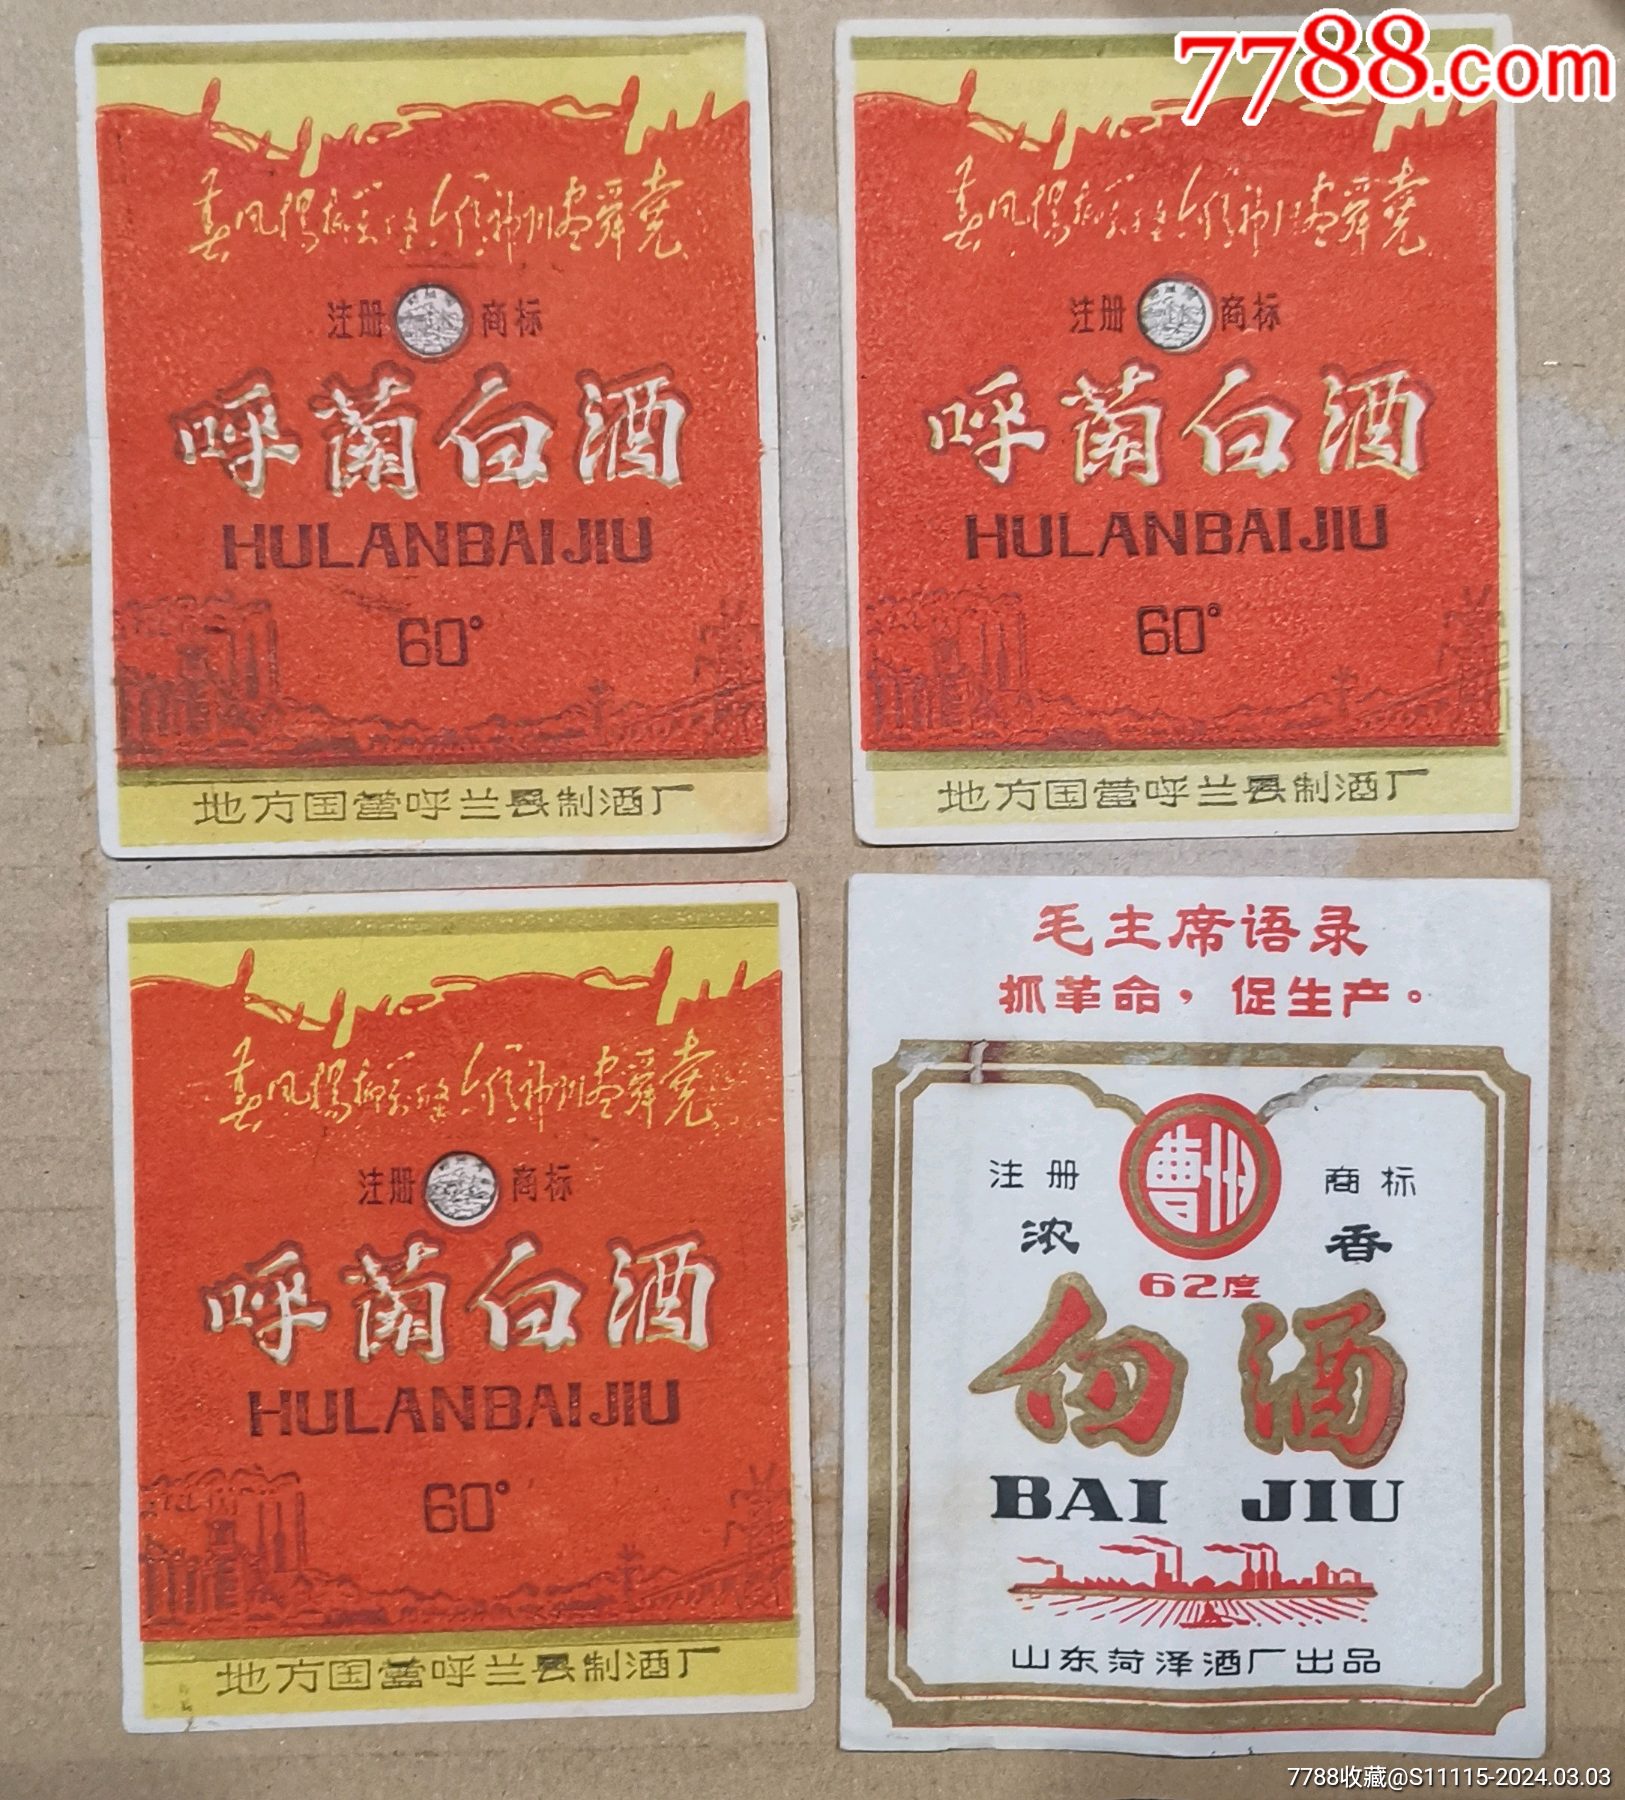 7788.com
春风杨柳万千条 六亿神州尽舜尧
注册 商标
呼蘭白酒
HULANBAIJIU
60°
地方国营呼兰县制酒厂
春风杨柳万千条 六亿神州尽舜尧
注册 商标
呼蘭白酒
HULANBAIJIU
60°
地方国营呼兰县制酒厂
春风杨柳万千条 六亿神州尽舜尧
注册 商标
呼蘭白酒
HULANBAIJIU
60°
地方国营呼兰县制酒厂
毛主席语录
抓革命，促生产。
曹州
注册 商标
浓 香
62度
白酒
BAI JIU
山东菏泽酒厂出品
7788收藏@S11115-2024.03.03